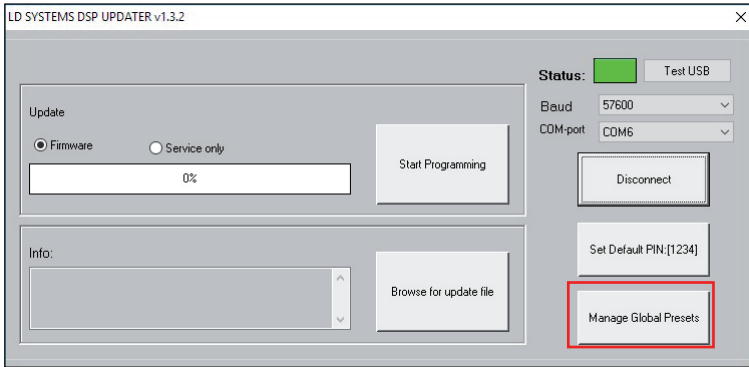 LD SYSTEMS DSP UPDATER v1.3.2
Status:
Test USB
Update
Baud
57600
Firmware
Service only
COM-port
COM6
0%
Start Programming
Disconnect
Info:
Set Default PIN:[1234]
Browse for update file
Manage Global Presets